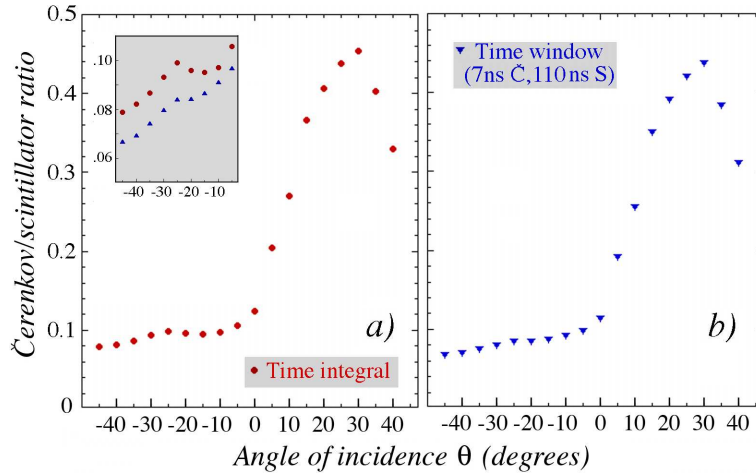 Čerenkov/scintillator ratio
0.5
0.4
0.3
0.2
0.1
0
.10
.08
.06
-40 -30 -20 -10
a)
Time integral
-40 -30 -20 -10 0 10 20 30 40
Time window
(7ns Č,110 ns S)
b)
-40 -30 -20 -10 0 10 20 30 40
Angle of incidence θ (degrees)